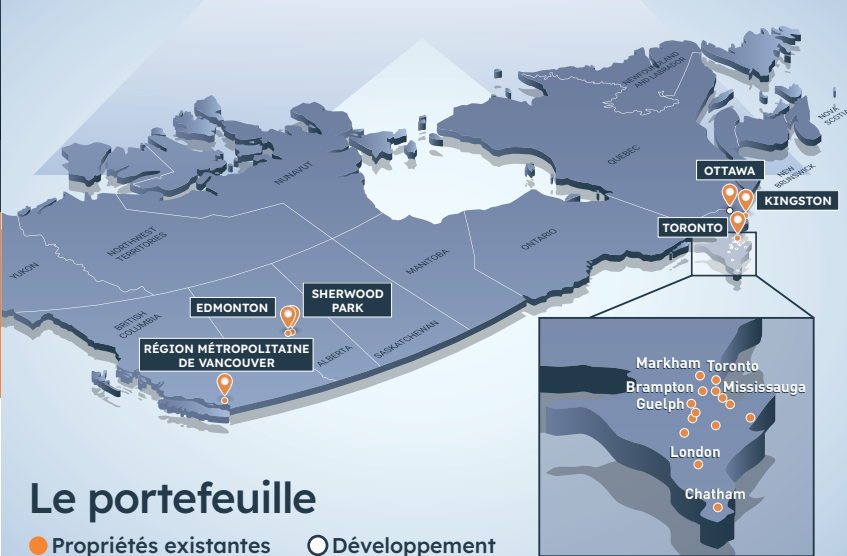 NEWFOUNDLAND
AND LABRADOR
NOVA
SCOTIA
QUEBEC
NEW
BRUNSWICK
NUNAVUT
OTTAWA
KINGSTON
TORONTO
NORTHWEST
TERRITORIES
YUKON
MANITOBA
ONTARIO
EDMONTON
SHERWOOD
PARK
BRITISH
COLUMBIA
RÉGION MÉTROPOLITAINE
DE VANCOUVER
ALBERTA
SASKATCHEWAN
Markham
Toronto
Brampton
Mississauga
Guelph
London
Chatham
Le portefeuille
Propriétés existantes
Développement